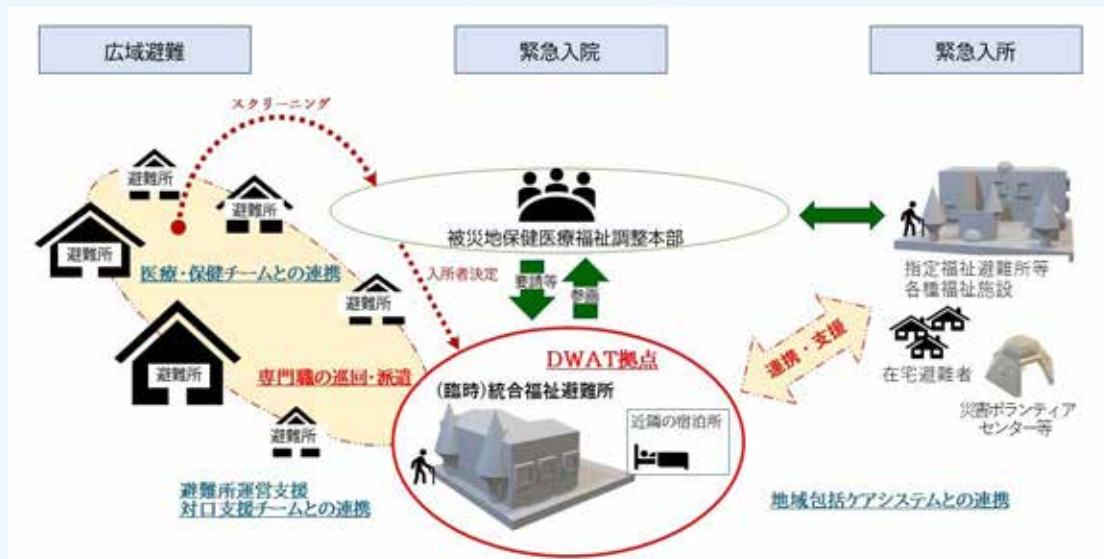 広域避難
緊急入院
緊急入所
スクリーニング
避難所
避難所
避難所
医療・保健チームとの連携
避難所
避難所
専門職の巡回・派遣
避難所
避難所運営支援
対口支援チームとの連携
被災地保健医療福祉調整本部
入所者決定
要請等
参画
DWAT拠点
(臨時)統合福祉避難所
近隣の宿泊所
連携・支援
指定福祉避難所等
各種福祉施設
在宅避難者
災害ボランティア
センター等
地域包括ケアシステムとの連携